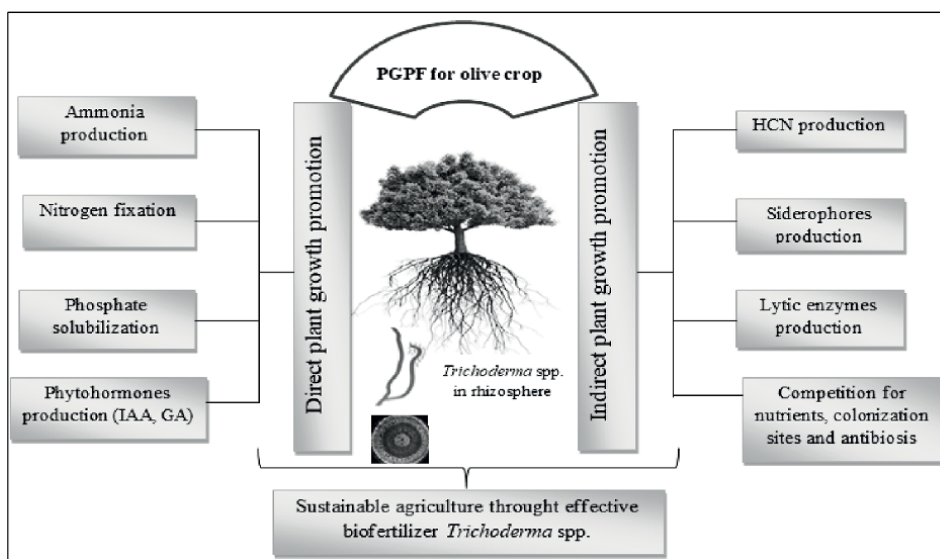 PGPF for olive crop
Ammonia
production
Nitrogen fixation
Phosphate
solubilization
Phytohormones
production (IAA, GA)
Direct plant growth promotion
Trichoderma spp.
in rhizosphere
Indirect plant growth promotion
HCN production
Siderophores
production
Lytic enzymes
production
Competition for
nutrients, colonization
sites and antibiosis
Sustainable agriculture throught effective
biofertilizer Trichoderma spp.